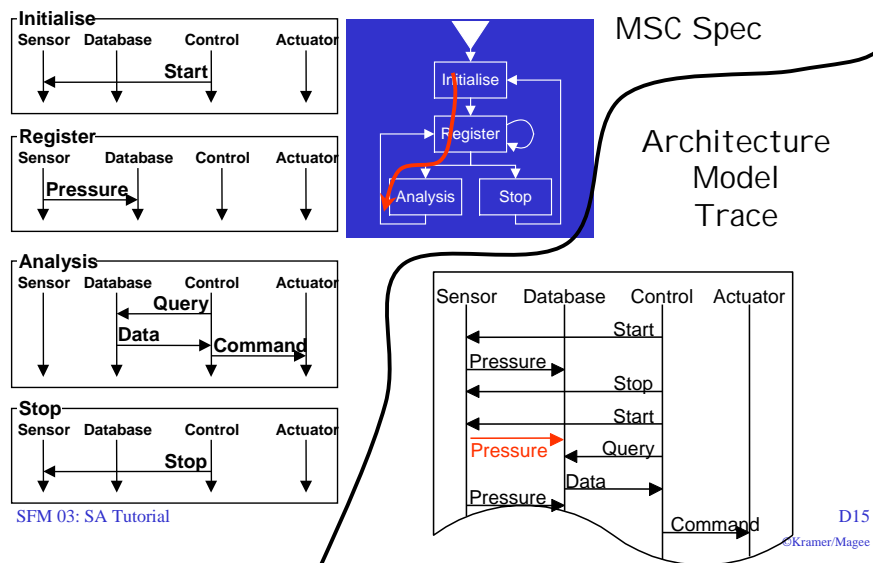 Initialise
Sensor Database Control Actuator
Start
Register
Sensor Database Control Actuator
Pressure
Analysis
Sensor Database Control Actuator
Query
Data
Command
Stop
Sensor Database Control Actuator
Stop
SFM 03: SA Tutorial
Initialise
Register
Analysis
Stop
MSC Spec
Architecture
Model
Trace
Sensor Database Control Actuator
Start
Pressure
Stop
Start
Pressure
Query
Data
Pressure
Command
D15
©Kramer/Magee